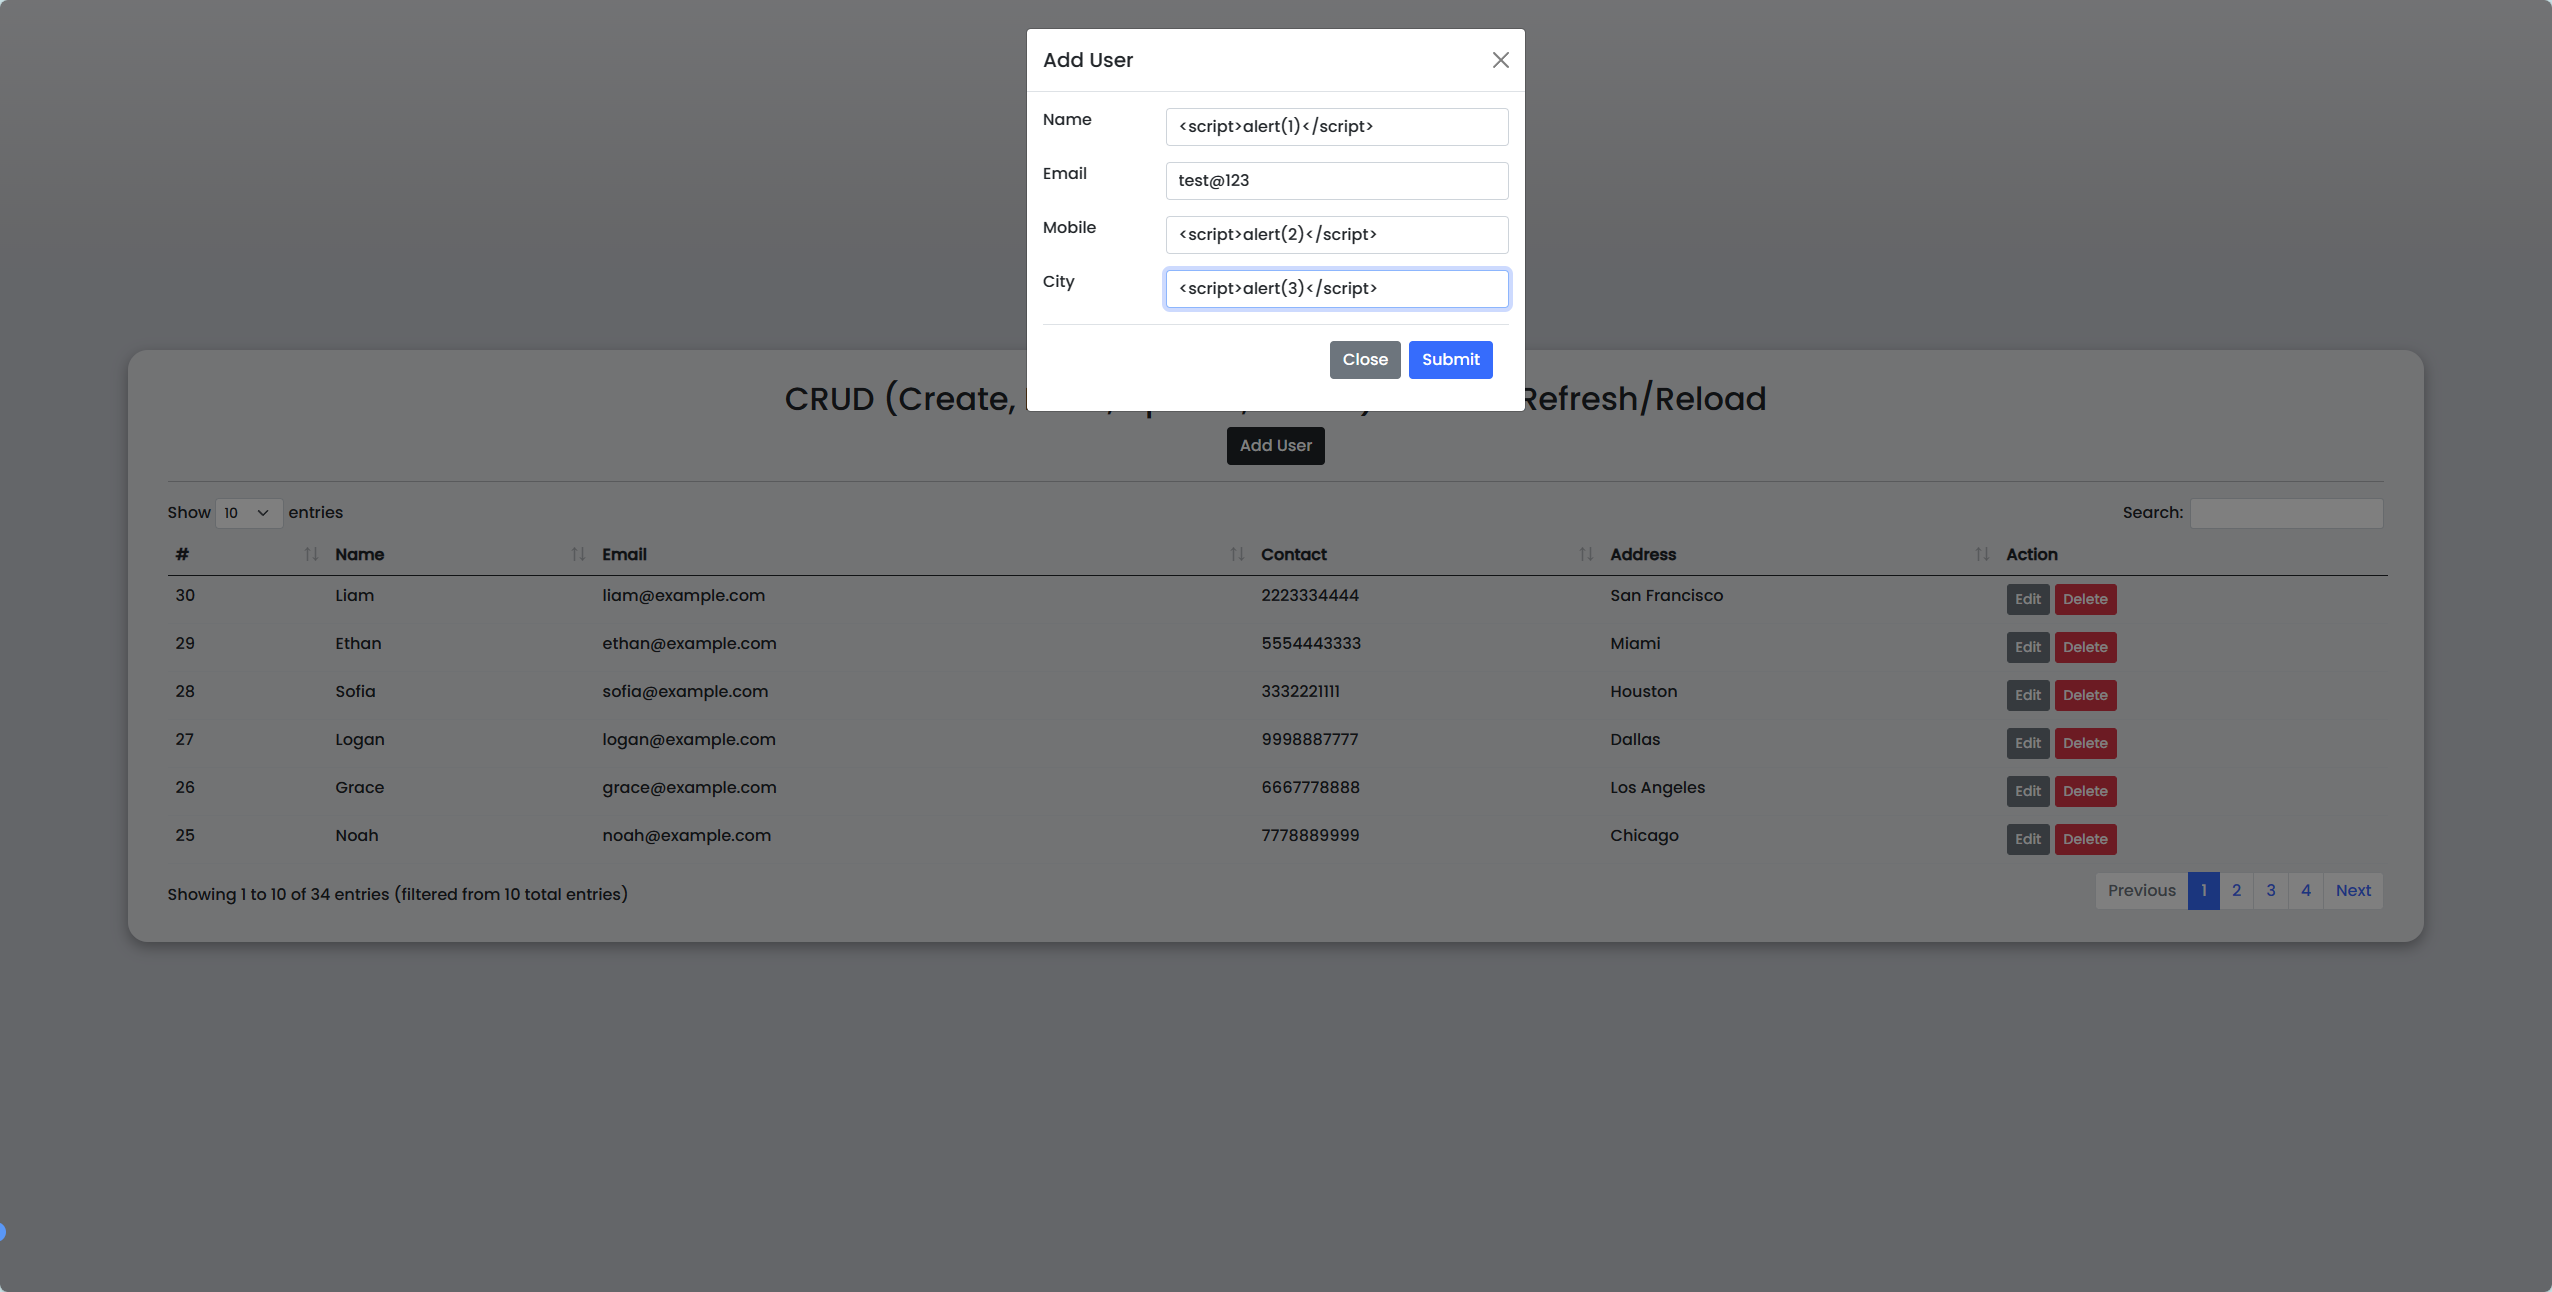 Add User
Name
<script>alert(1)</script>
Email
test@123
Mobile
<script>alert(2)</script>
City
<script>alert(3)</script>
Close Submit
CRUD (Create, Refresh/Reload
Add User
Show 10 entries Search:
# Name Email Contact Address Action
30 Liam liam@example.com 2223334444 San Francisco Edit Delete
29 Ethan ethan@example.com 5554443333 Miami Edit Delete
28 Sofia sofia@example.com 3332221111 Houston Edit Delete
27 Logan logan@example.com 9998887777 Dallas Edit Delete
26 Grace grace@example.com 6667778888 Los Angeles Edit Delete
25 Noah noah@example.com 7778889999 Chicago Edit Delete
Showing 1 to 10 of 34 entries (filtered from 10 total entries) Previous 1 2 3 4 Next